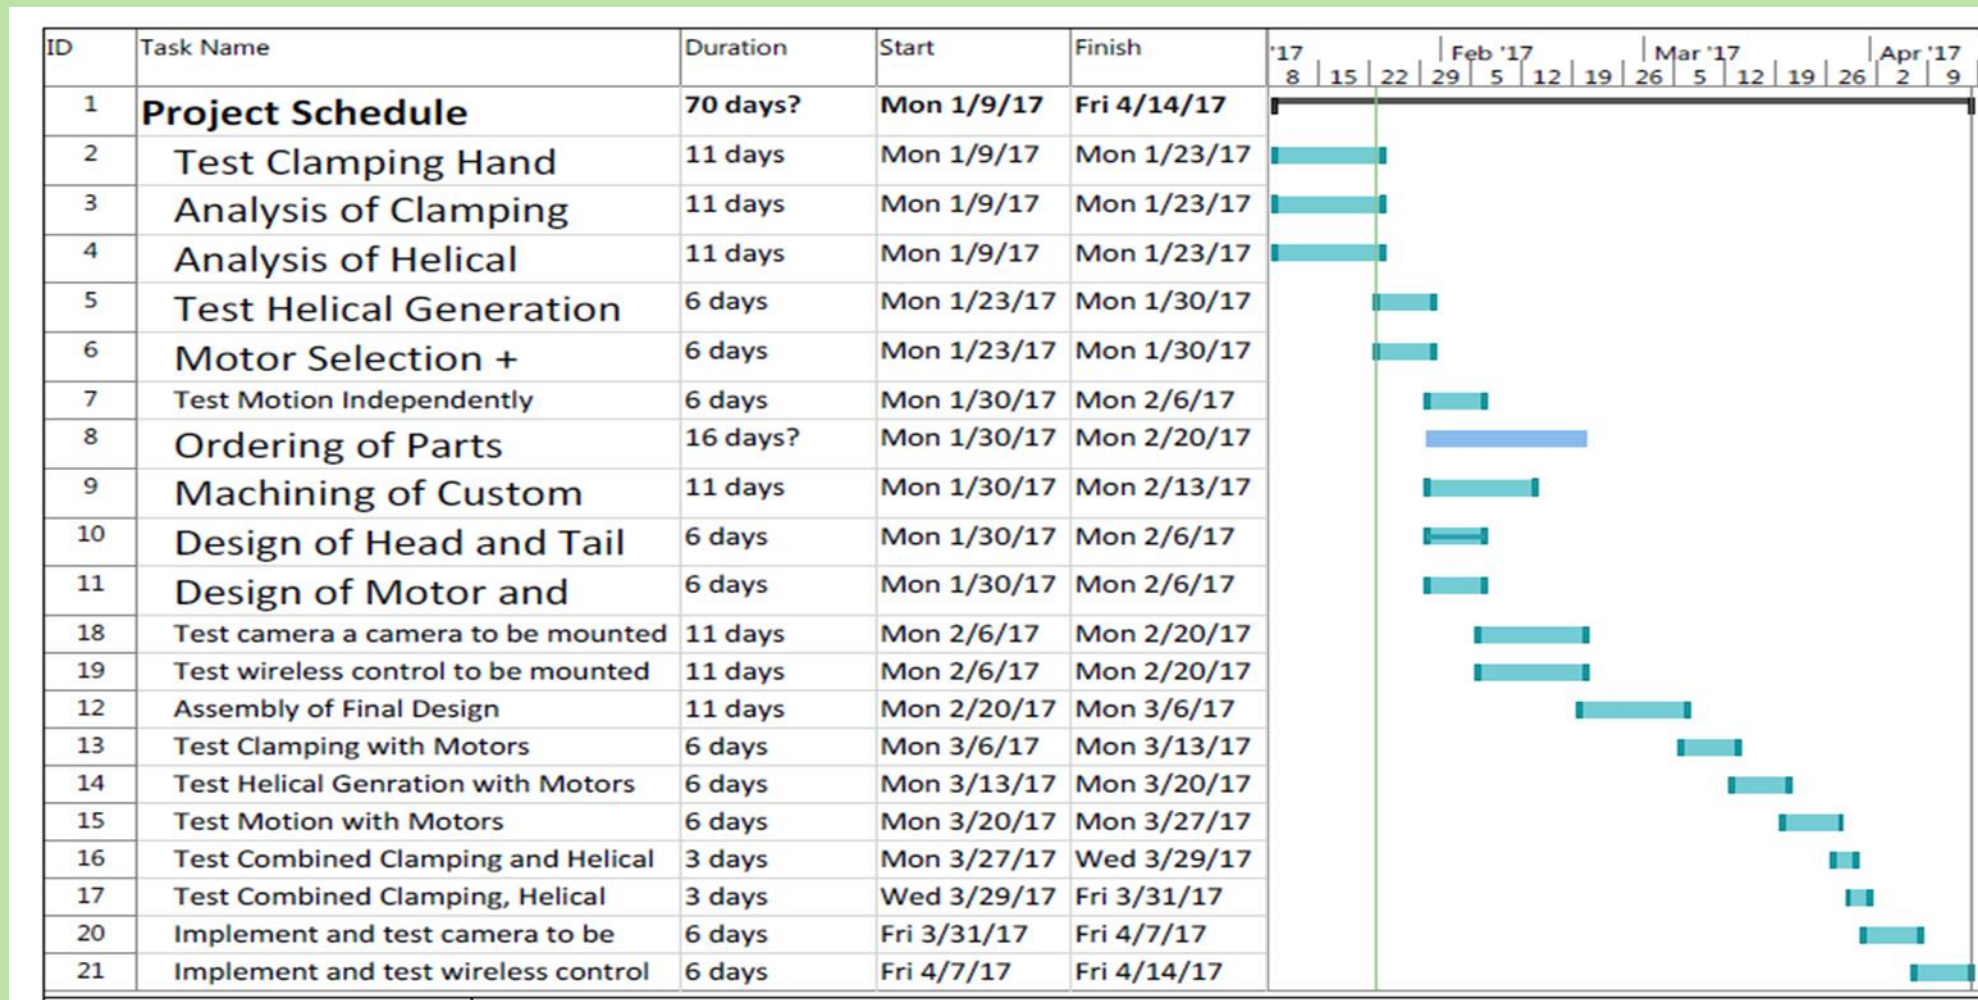 ID Task Name Duration Start Finish '17 Feb '17 Mar '17 Apr '17
8 15 22 29 5 12 19 26 5 12 19 26 2 9
1 Project Schedule 70 days? Mon 1/9/17 Fri 4/14/17
2 Test Clamping Hand 11 days Mon 1/9/17 Mon 1/23/17
3 Analysis of Clamping 11 days Mon 1/9/17 Mon 1/23/17
4 Analysis of Helical 11 days Mon 1/9/17 Mon 1/23/17
5 Test Helical Generation 6 days Mon 1/23/17 Mon 1/30/17
6 Motor Selection + 6 days Mon 1/23/17 Mon 1/30/17
7 Test Motion Independently 6 days Mon 1/30/17 Mon 2/6/17
8 Ordering of Parts 16 days? Mon 1/30/17 Mon 2/20/17
9 Machining of Custom 11 days Mon 1/30/17 Mon 2/13/17
10 Design of Head and Tail 6 days Mon 1/30/17 Mon 2/6/17
11 Design of Motor and 6 days Mon 1/30/17 Mon 2/6/17
18 Test camera a camera to be mounted 11 days Mon 2/6/17 Mon 2/20/17
19 Test wireless control to be mounted 11 days Mon 2/6/17 Mon 2/20/17
12 Assembly of Final Design 11 days Mon 2/20/17 Mon 3/6/17
13 Test Clamping with Motors 6 days Mon 3/6/17 Mon 3/13/17
14 Test Helical Genration with Motors 6 days Mon 3/13/17 Mon 3/20/17
15 Test Motion with Motors 6 days Mon 3/20/17 Mon 3/27/17
16 Test Combined Clamping and Helical 3 days Mon 3/27/17 Wed 3/29/17
17 Test Combined Clamping, Helical 3 days Wed 3/29/17 Fri 3/31/17
20 Implement and test camera to be 6 days Fri 3/31/17 Fri 4/7/17
21 Implement and test wireless control 6 days Fri 4/7/17 Fri 4/14/17